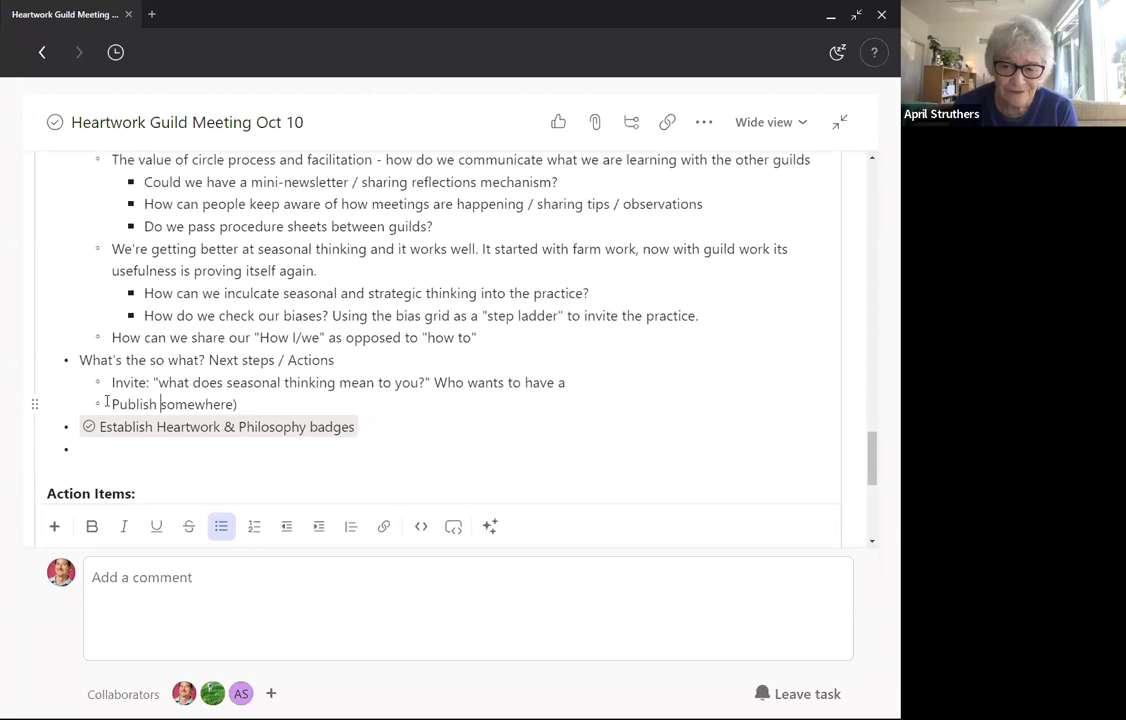 Heartwork Guild Meeting ...
Heartwork Guild Meeting Oct 10
Wide view
The value of circle process and facilitation - how do we communicate what we are learning with the other guilds
Could we have a mini-newsletter / sharing reflections mechanism?
How can people keep aware of how meetings are happening / sharing tips / observations
Do we pass procedure sheets between guilds?
We're getting better at seasonal thinking and it works well. It started with farm work, now with guild work its
usefulness is proving itself again.
How can we inculcate seasonal and strategic thinking into the practice?
How do we check our biases? Using the bias grid as a "step ladder" to invite the practice.
How can we share our "How I/we" as opposed to "how to"
What's the so what? Next steps / Actions
Invite: "what does seasonal thinking mean to you?" Who wants to have a
Publish somewhere)
Establish Heartwork & Philosophy badges
Action Items:
Add a comment
Collaborators
AS
Leave task
April Struthers